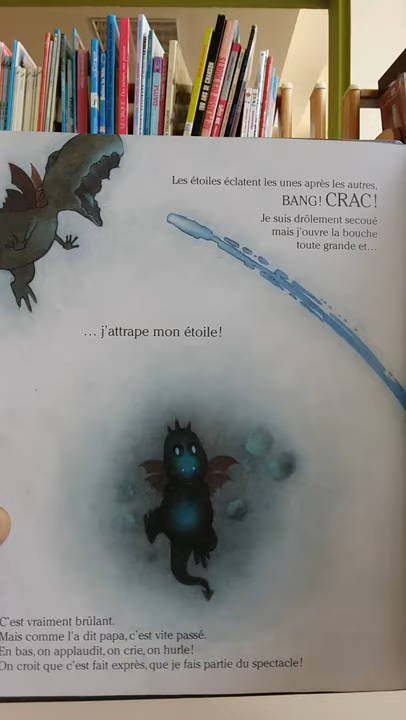 Les étoiles éclatent les unes après les autres,
BANG! CRAC!
Je suis drôlement secoué
mais j'ouvre la bouche
toute grande et...
... j'attrape mon étoile!
C'est vraiment brûlant.
Mais comme l'a dit papa, c'est vite passé.
En bas, on applaudit, on crie, on hurle!
On croit que c'est fait exprès, que je fais partie du spectacle!